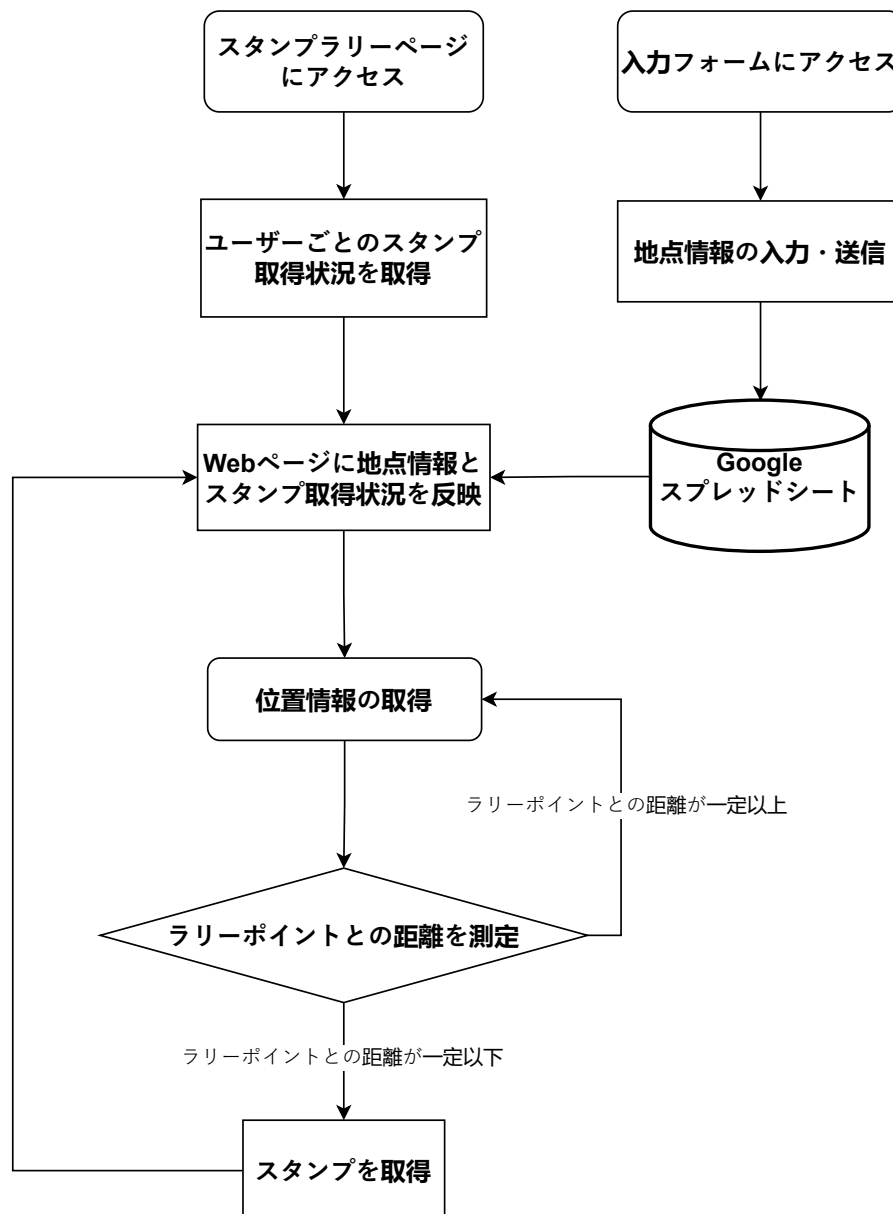 スタンプラリーページ
にアクセス
入力フォームにアクセス
ユーザーごとのスタンプ
取得状況を取得
地点情報の入力・送信
Webページに地点情報と
スタンプ取得状況を反映
Google
スプレッドシート
位置情報の取得
ラリーポイントとの距離が一定以上
ラリーポイントとの距離を測定
ラリーポイントとの距離が一定以下
スタンプを取得